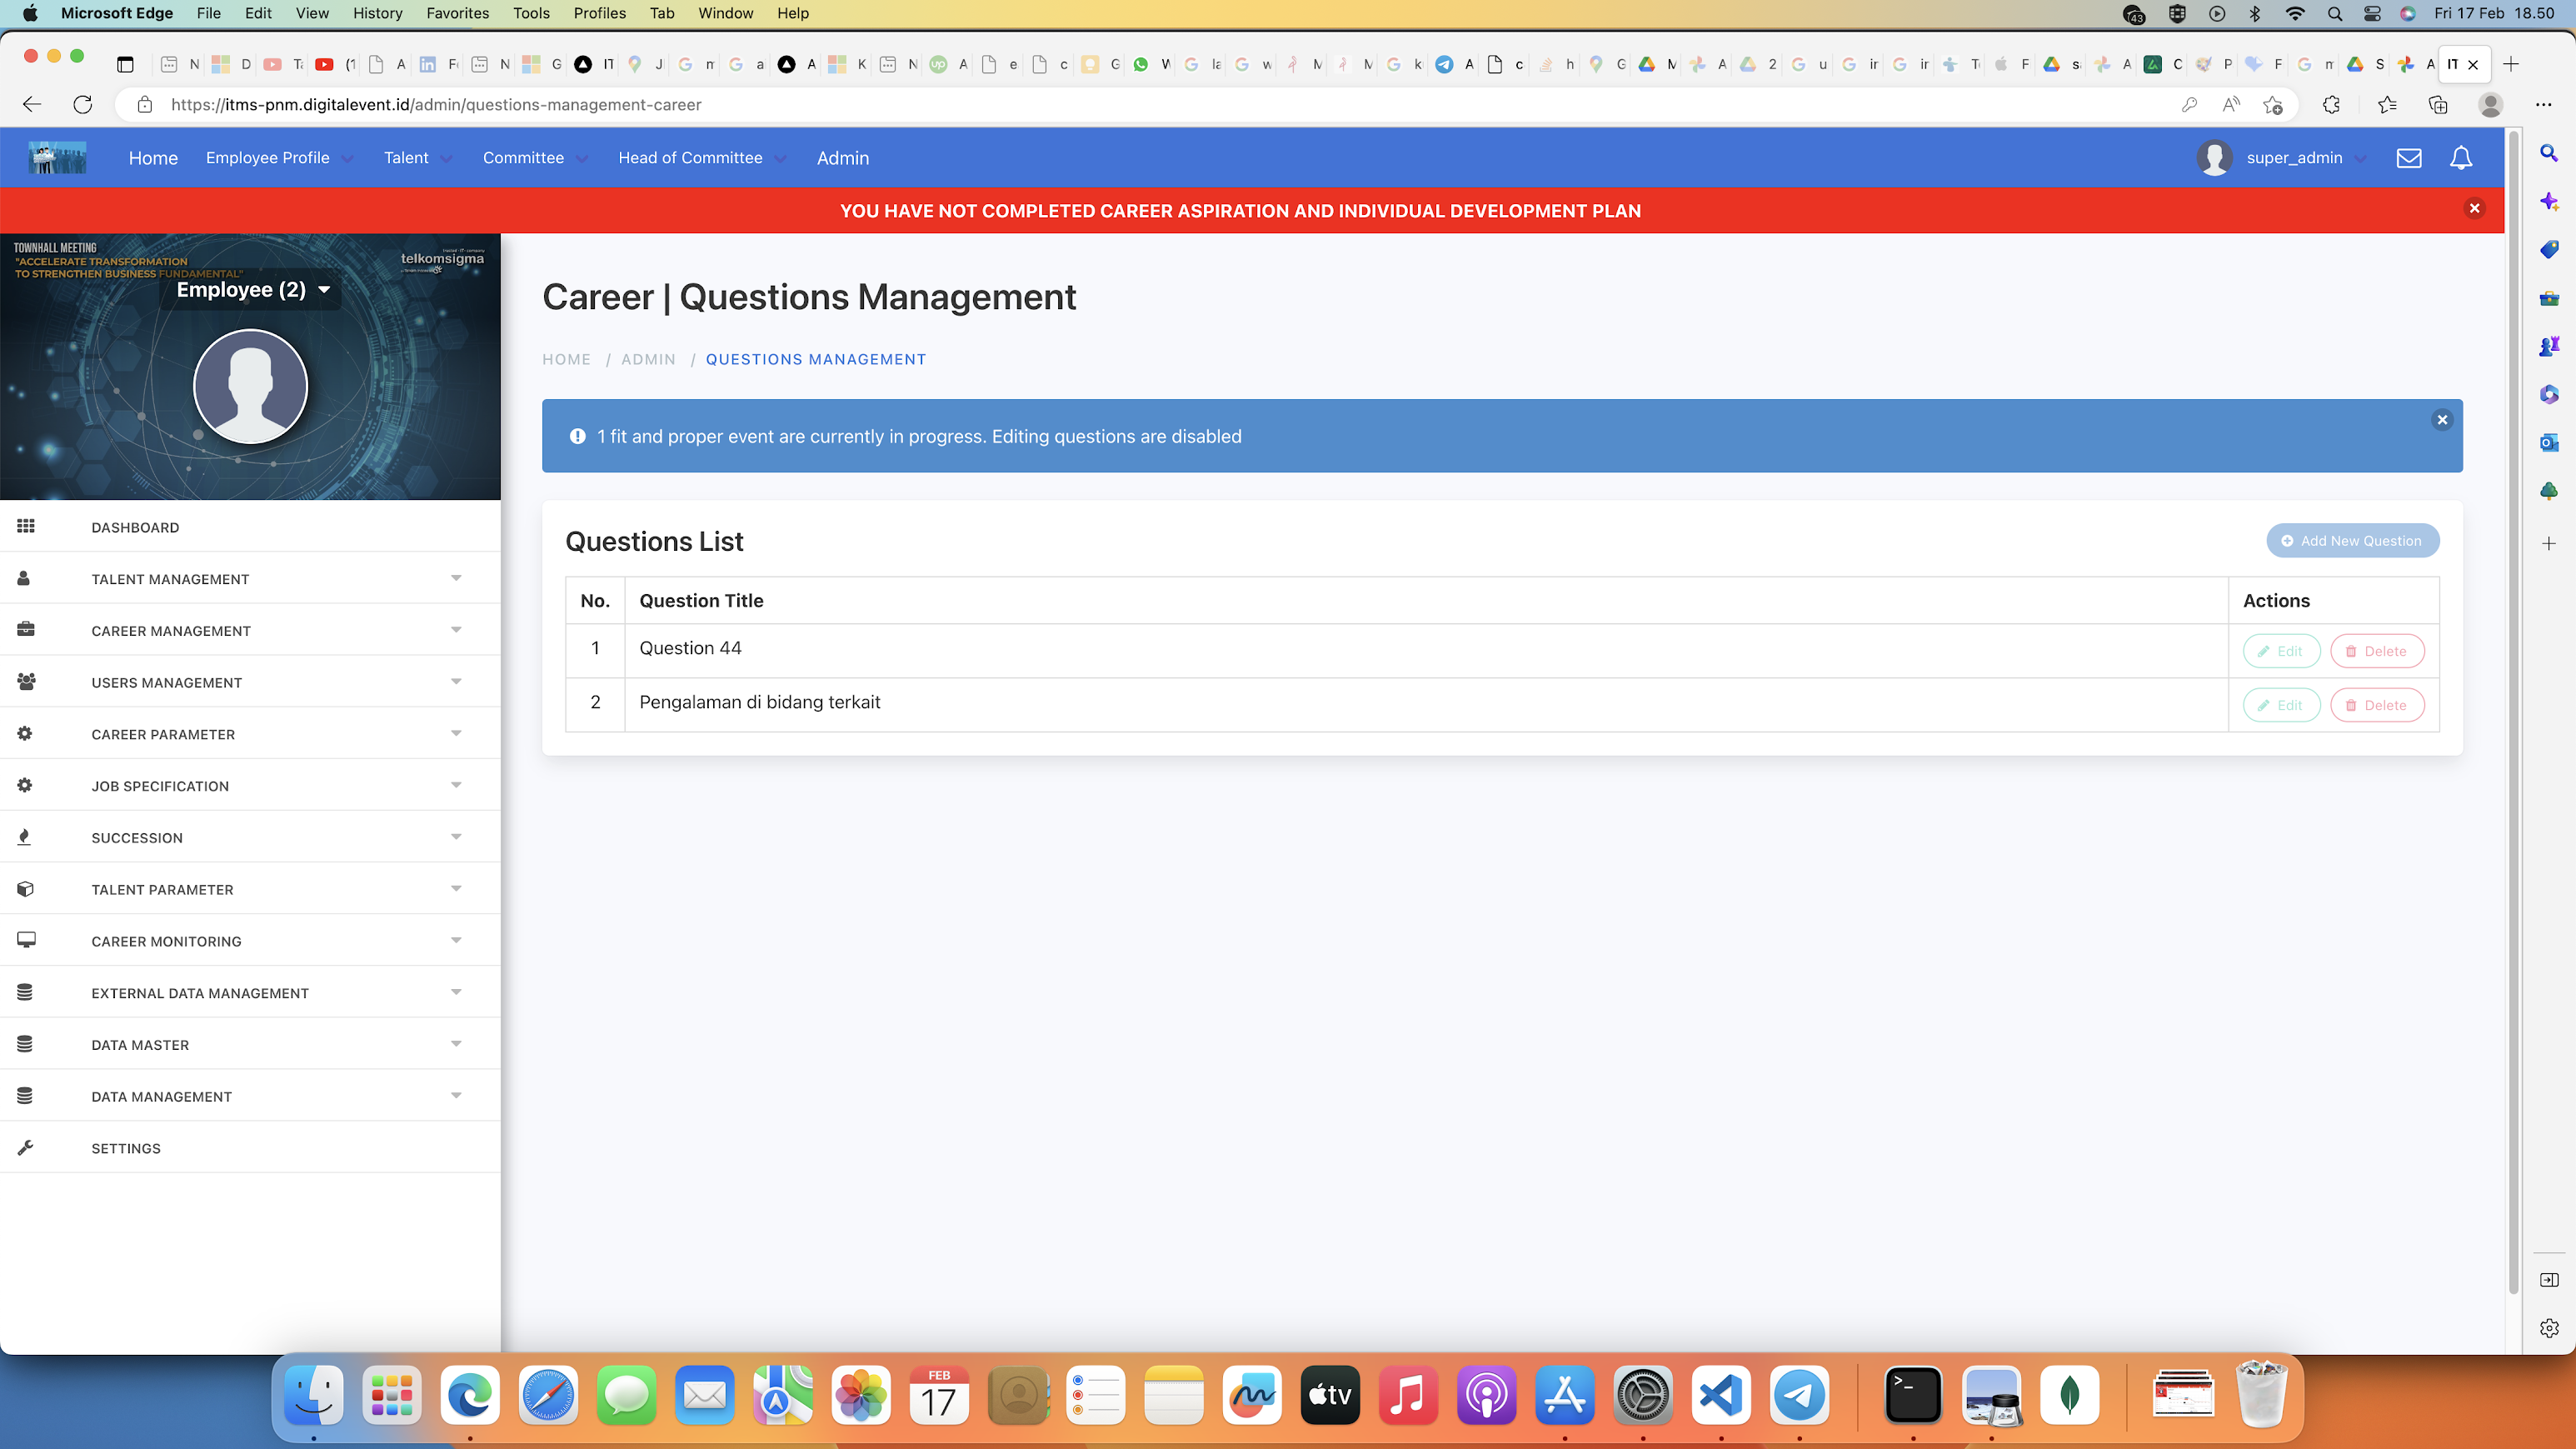 Microsoft Edge File Edit View History Favorites Tools Profiles Tab Window Help 43 Fri 17 Feb 18.50
https://itms-pnm.digitalevent.id/admin/questions-management-career
Home Employee Profile Talent Committee Head of Committee Admin super_admin
YOU HAVE NOT COMPLETED CAREER ASPIRATION AND INDIVIDUAL DEVELOPMENT PLAN
TOWNHALL MEETING
"ACCELERATE TRANSFORMATION
TO STRENGTHEN BUSINESS FUNDAMENTAL"
telkomsigma
Employee (2)
DASHBOARD
TALENT MANAGEMENT
CAREER MANAGEMENT
USERS MANAGEMENT
CAREER PARAMETER
JOB SPECIFICATION
SUCCESSION
TALENT PARAMETER
CAREER MONITORING
EXTERNAL DATA MANAGEMENT
DATA MASTER
DATA MANAGEMENT
SETTINGS
Career | Questions Management
HOME / ADMIN / QUESTIONS MANAGEMENT
1 fit and proper event are currently in progress. Editing questions are disabled
Questions List
Add New Question
No. Question Title Actions
1 Question 44 Edit Delete
2 Pengalaman di bidang terkait Edit Delete
FEB
17
tv